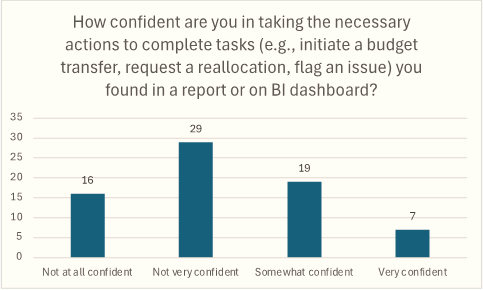 How confident are you in taking the necessary
actions to complete tasks (e.g., initiate a budget
transfer, request a reallocation, flag an issue) you
found in a report or on BI dashboard?
35
30
25
20
15
10
5
0
16
29
19
7
Not at all confident
Not very confident
Somewhat confident
Very confident